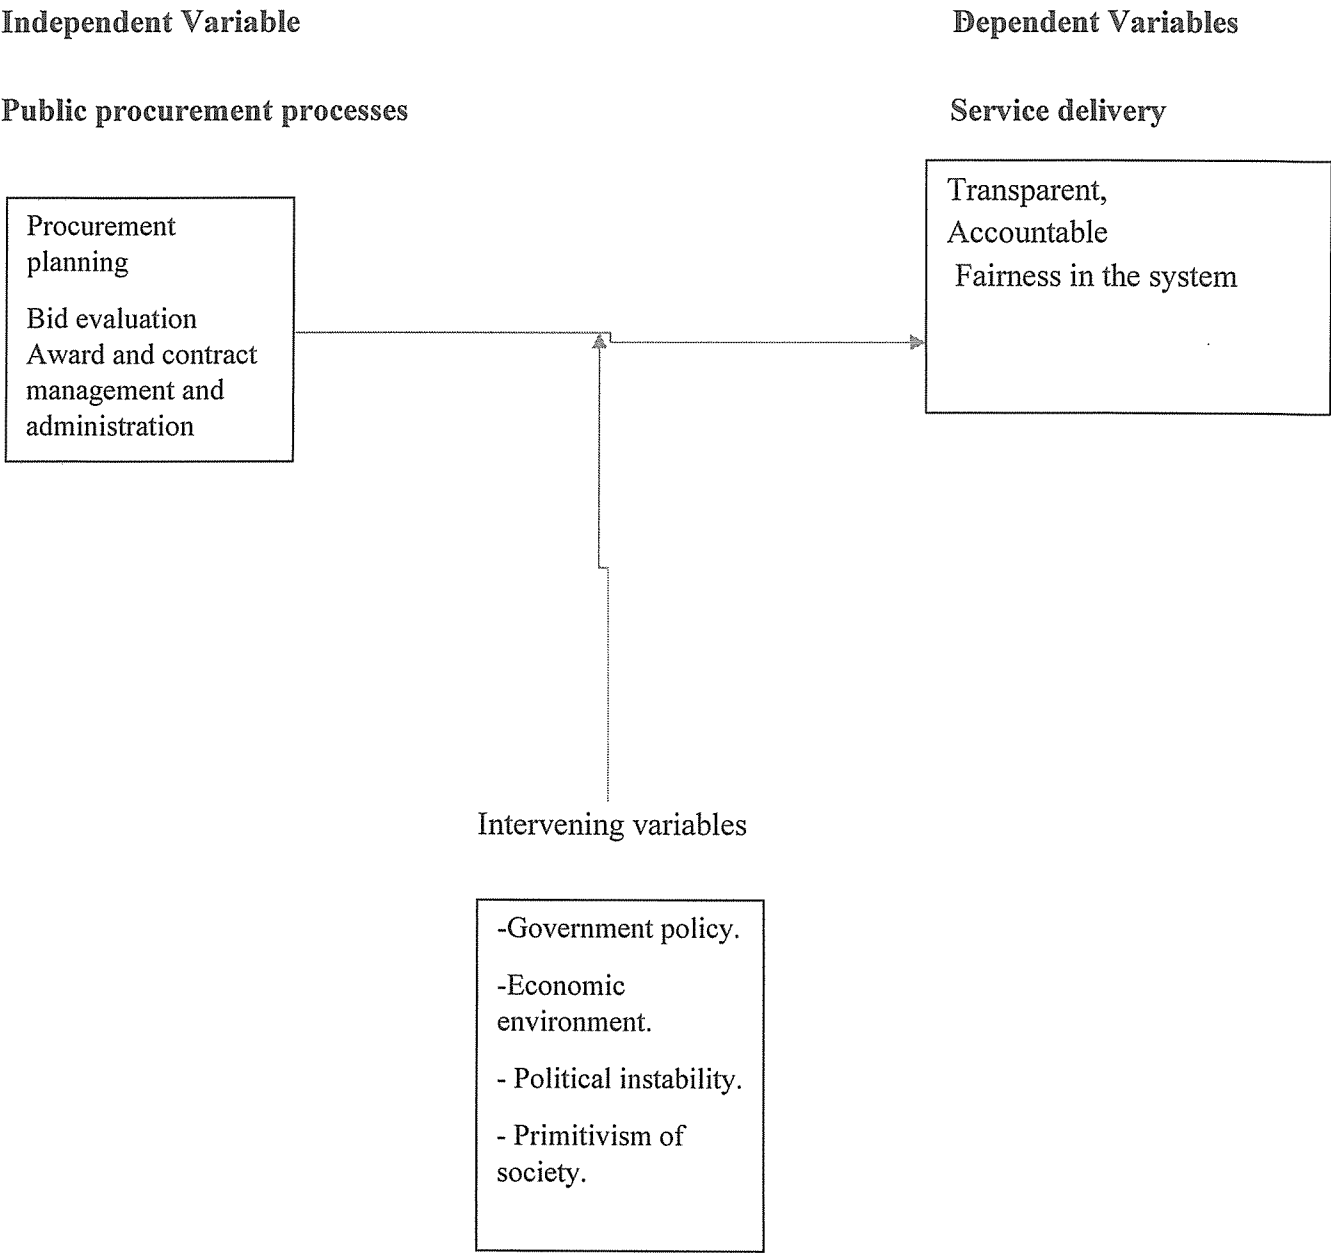 Independent Variable
Dependent Variables
Public procurement processes
Service delivery
Procurement
planning
Bid evaluation
Award and contract
management and
administration
Transparent,
Accountable
Fairness in the system
Intervening variables
-Government policy.
-Economic
environment.
- Political instability.
- Primitivism of
society.